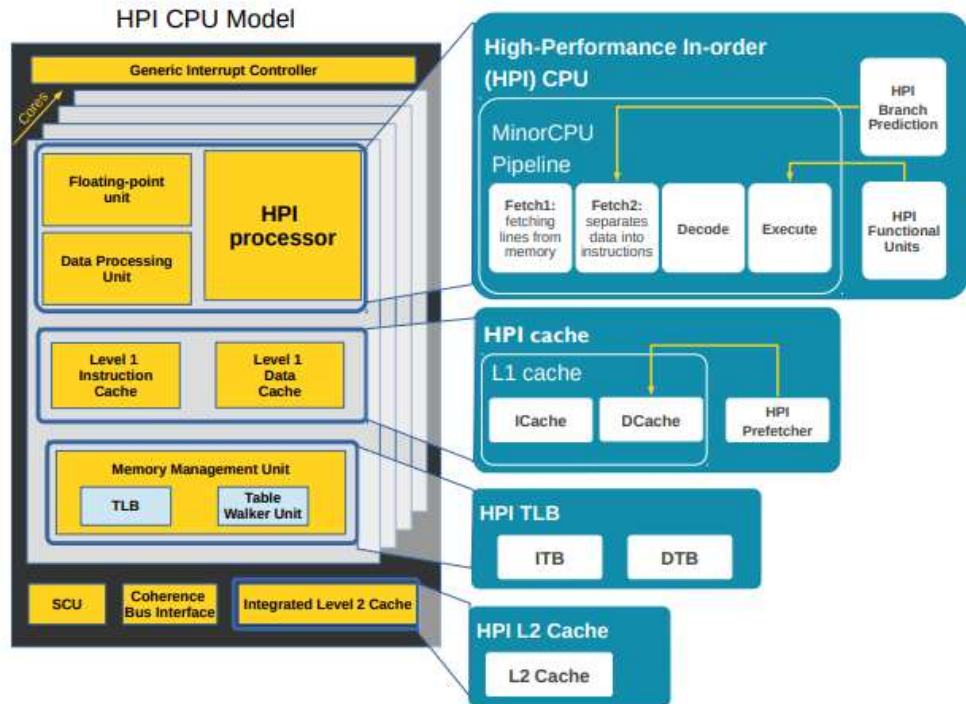 HPI CPU Model
Generic Interrupt Controller
Cores
Floating-point
unit
Data Processing
Unit
HPI
processor
Level 1
Instruction
Cache
Level 1
Data
Cache
Memory Management Unit
TLB
Table
Walker Unit
SCU
Coherence
Bus Interface
Integrated Level 2 Cache
High-Performance In-order
(HPI) CPU
HPI
Branch
Prediction
MinorCPU
Pipeline
Fetch1:
fetching
lines from
memory
Fetch2:
separates
data into
instructions
Decode
Execute
HPI
Functional
Units
HPI cache
L1 cache
ICache
DCache
HPI
Prefetcher
HPI TLB
ITB
DTB
HPI L2 Cache
L2 Cache